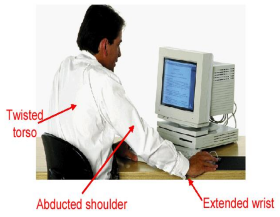 Twisted
torso
Abducted shoulder
Extended wrist